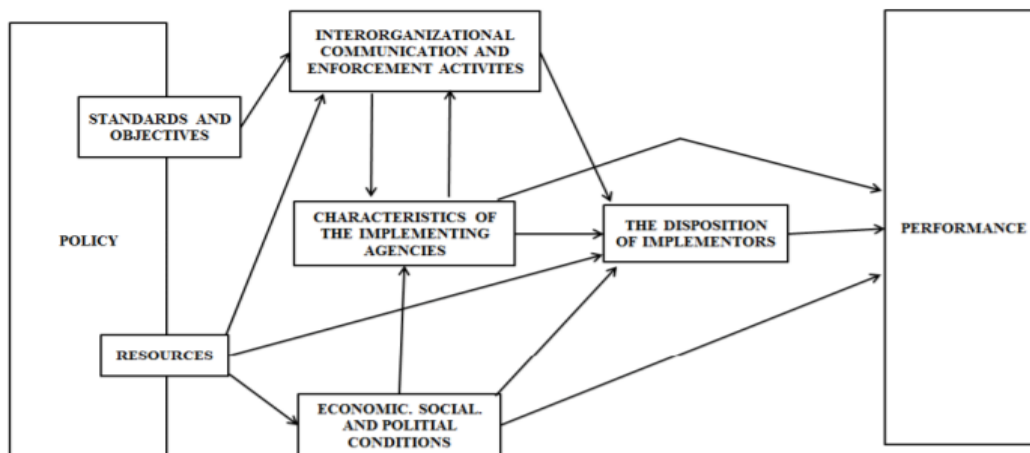 INTERORGANIZATIONAL
COMMUNICATION AND
ENFORCEMENT ACTIVITES
STANDARDS AND
OBJECTIVES
CHARACTERISTICS OF
THE IMPLEMENTING
AGENCIES
THE DISPOSITION
OF IMPLEMENTORS
POLICY
PERFORMANCE
RESOURCES
ECONOMIC. SOCIAL.
AND POLITIAL
CONDITIONS